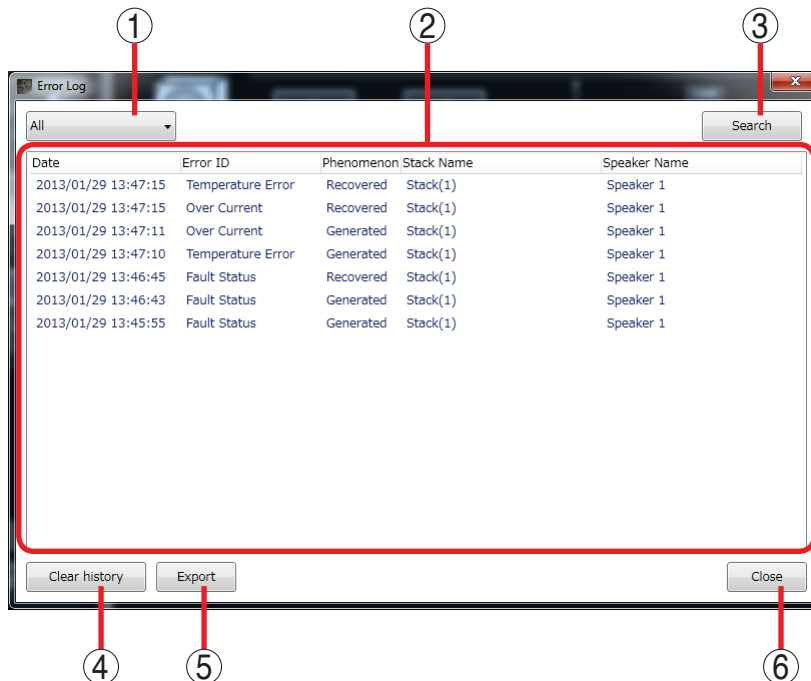 ① ② ③
Error Log
All Search
Date Error ID Phenomenon Stack Name Speaker Name
2013/01/29 13:47:15 Temperature Error Recovered Stack(1) Speaker 1
2013/01/29 13:47:15 Over Current Recovered Stack(1) Speaker 1
2013/01/29 13:47:11 Over Current Generated Stack(1) Speaker 1
2013/01/29 13:47:10 Temperature Error Generated Stack(1) Speaker 1
2013/01/29 13:46:45 Fault Status Recovered Stack(1) Speaker 1
2013/01/29 13:46:43 Fault Status Generated Stack(1) Speaker 1
2013/01/29 13:45:55 Fault Status Generated Stack(1) Speaker 1
Clear history Export Close
④ ⑤ ⑥